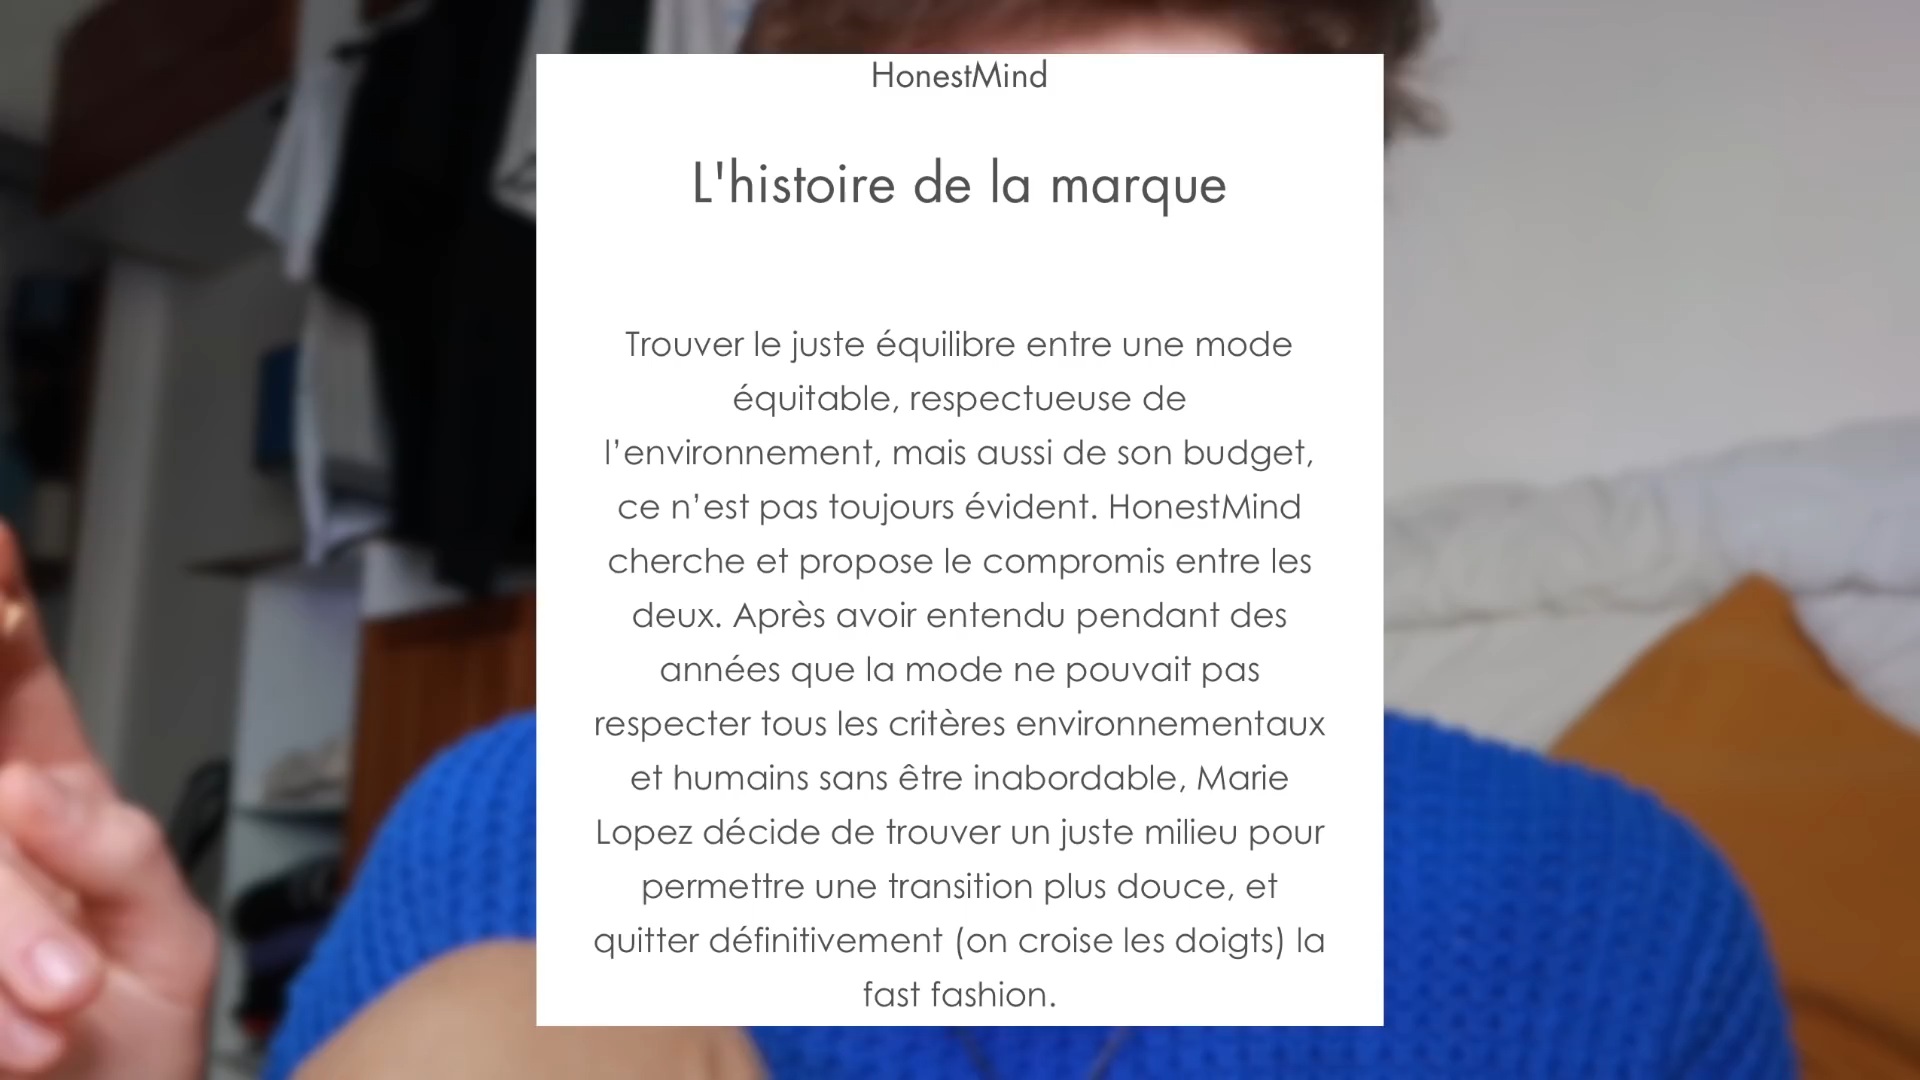 HonestMind
L'histoire de la marque
Trouver le juste équilibre entre une mode
équitable, respectueuse de
l’environnement, mais aussi de son budget,
ce n’est pas toujours évident. HonestMind
cherche et propose le compromis entre les
deux. Après avoir entendu pendant des
années que la mode ne pouvait pas
respecter tous les critères environnementaux
et humains sans être inabordable, Marie
Lopez décide de trouver un juste milieu pour
permettre une transition plus douce, et
quitter définitivement (on croise les doigts) la
fast fashion.